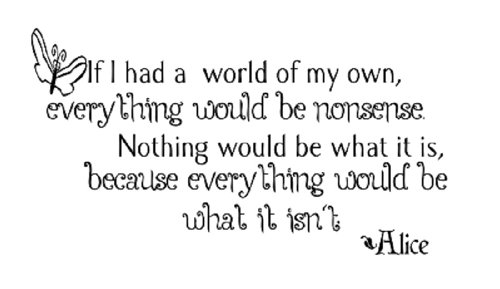 If I had a world of my own,
everything would be nonsense.
Nothing would be what it is,
because everything would be
what it isn't
Alice